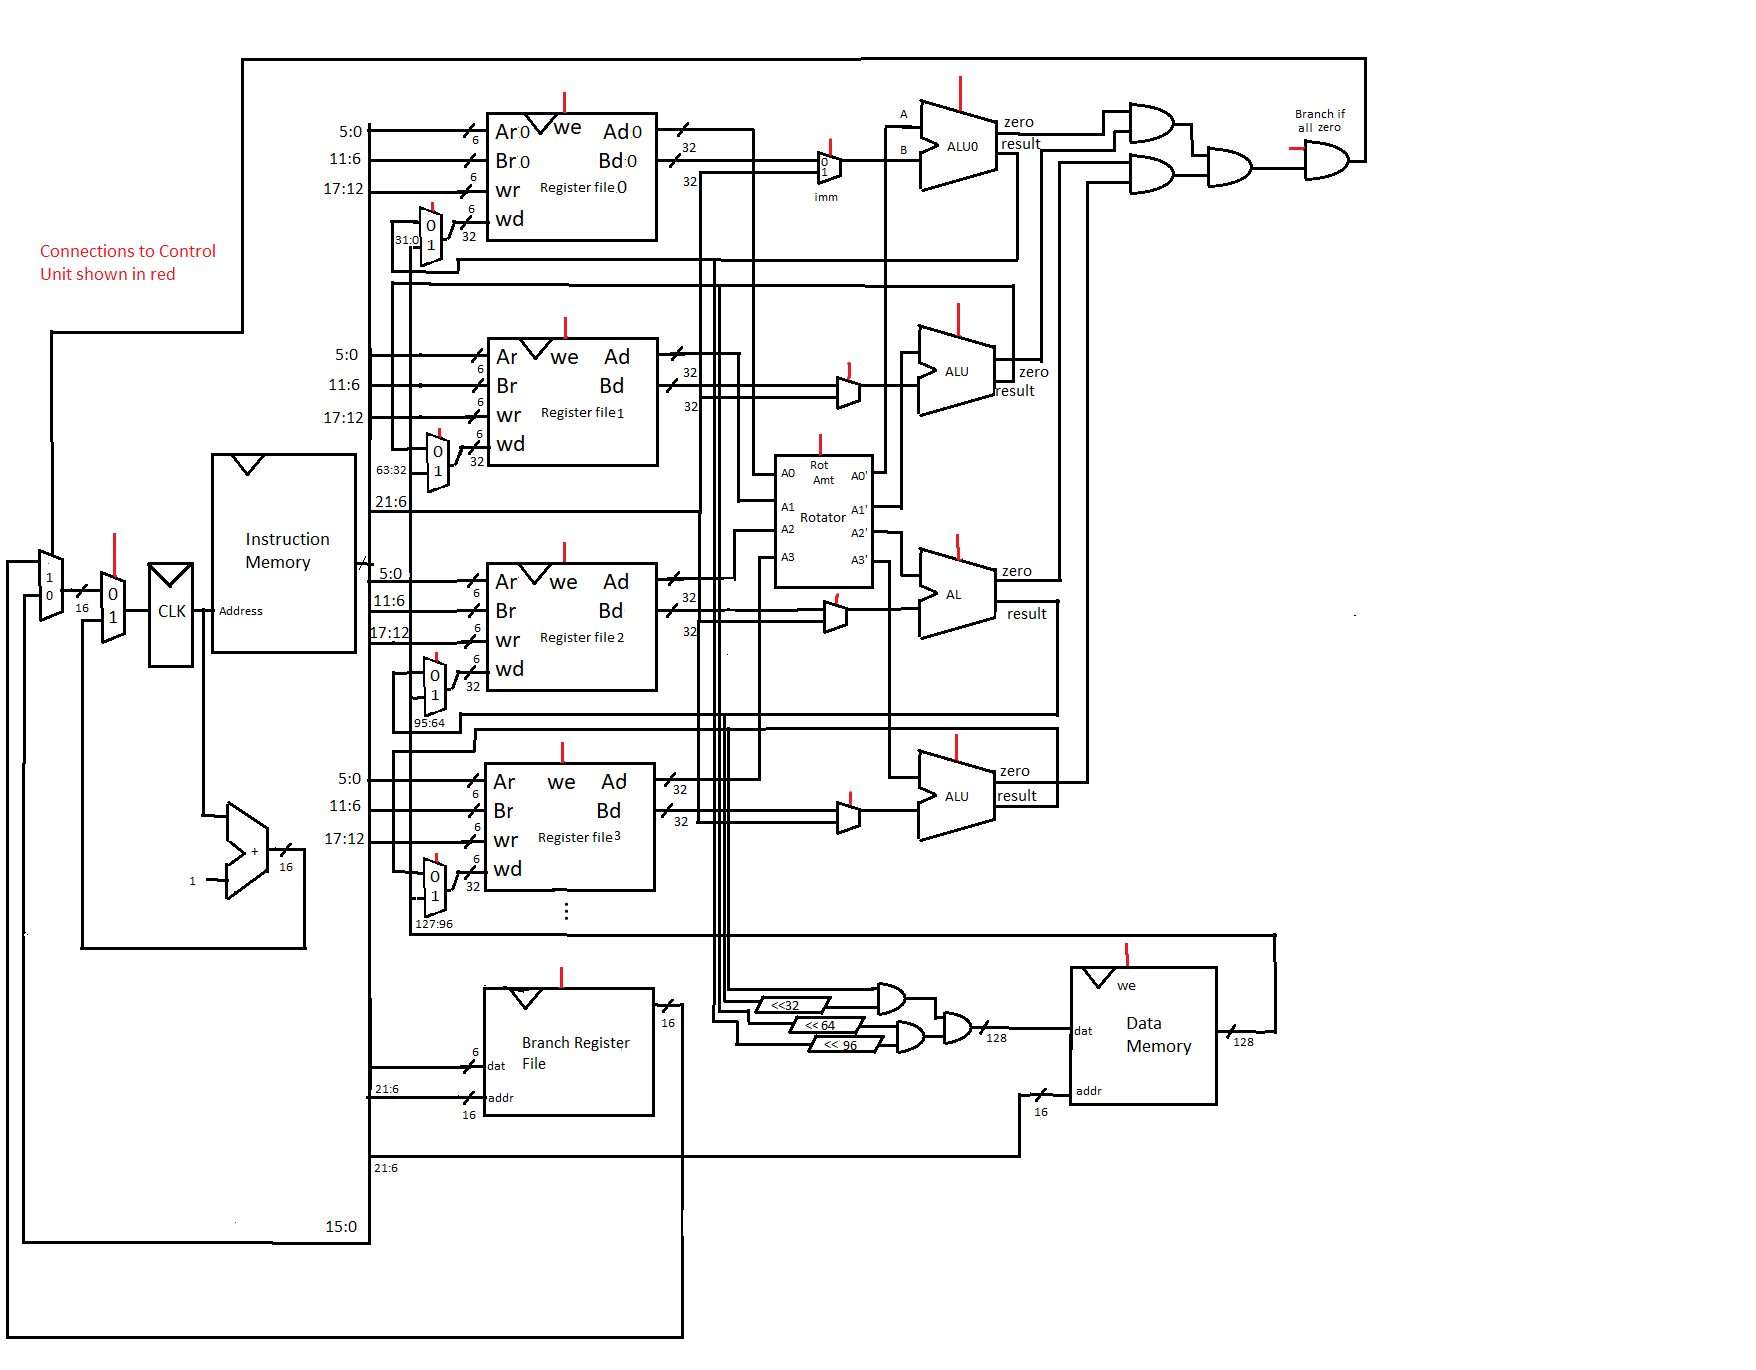 Branch if
all zero
5:0
11:6
17:12
Ar 0
we
Ad:0
Br 0
Bd:0
wr
Register file 0
wd
6
6
6
6
32
32
32
0
1
31:0
0
1
imm
A
B
ALU0
zero
result
Connections to Control
Unit shown in red
5:0
11:6
17:12
Ar
we
Ad
Br
Bd
wr
Register file 1
wd
6
6
6
6
32
32
32
0
1
63:32
ALU
zero
result
21:6
Rot
Amt
A0
A0'
A1
A1'
Rotator
A2
A2'
A3
A3'
Instruction
Memory
Address
1
0
16
0
1
CLK
5:0
11:6
17:12
Ar
we
Ad
Br
Bd
wr
Register file 2
wd
6
6
6
6
32
32
32
0
1
95:64
AL
zero
result
5:0
11:6
17:12
Ar
we
Ad
Br
Bd
wr
Register file 3
wd
6
6
6
6
32
32
32
0
1
127:96
ALU
zero
result
+
1
16
Branch Register
File
6
dat
21:6
addr
16
16
<<32
<< 64
<< 96
128
we
dat
Data
Memory
addr
128
16
21:6
15:0